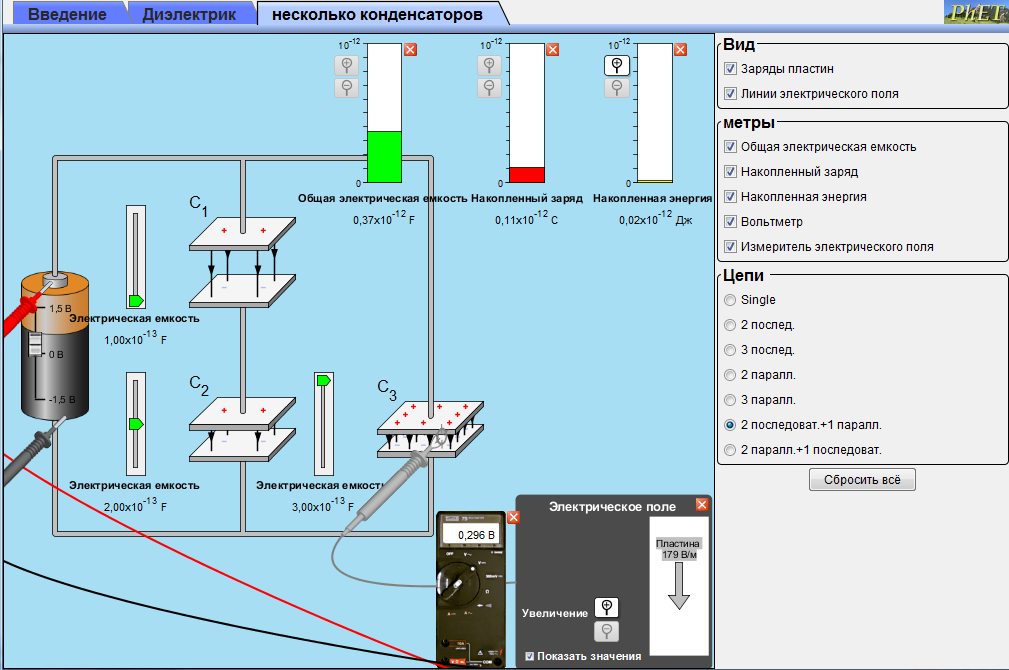 Введение
Диэлектрик
несколько конденсаторов
PhET
10-12
0
Общая электрическая емкость
0,37x10-12 F
10-12
0
Накопленный заряд
0,11x10-12 C
10-12
0
Накопленная энергия
0,02x10-12 Дж
C1
Электрическая емкость
1,00x10-13 F
1,5 В
0 В
-1,5 В
C2
Электрическая емкость
2,00x10-13 F
C3
Электрическая емкость
3,00x10-13 F
0,296 В
Электрическое поле
Пластина
179 В/м
Увеличение
Показать значения
Вид
Заряды пластин
Линии электрического поля
метры
Общая электрическая емкость
Накопленный заряд
Накопленная энергия
Вольтметр
Измеритель электрического поля
Цепи
Single
2 послед.
3 послед.
2 паралл.
3 паралл.
2 последоват.+1 паралл.
2 паралл.+1 последоват.
Сбросить всё